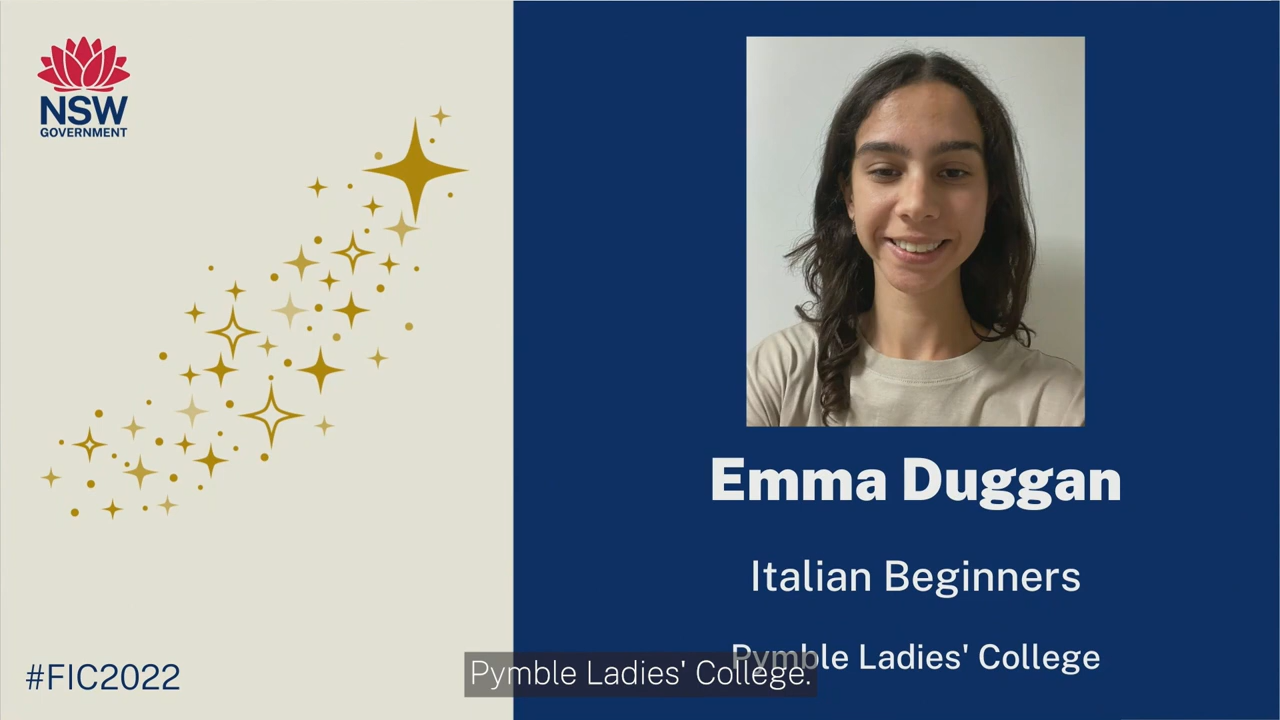 NSW
GOVERNMENT
Emma Duggan
Italian Beginners
Pymble Ladies' College
#FIC2022
Pymble Ladies' College.